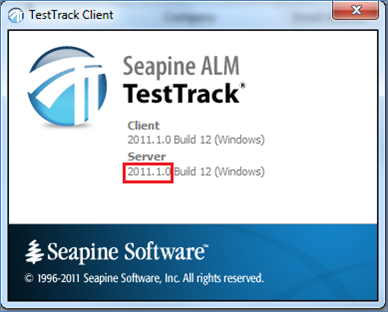 TestTrack Client
Seapine ALM
TestTrack®
Client
2011.1.0 Build 12 (Windows)
Server
2011.1.0 Build 12 (Windows)
Seapine Software™
© 1996-2011 Seapine Software, Inc. All rights reserved.